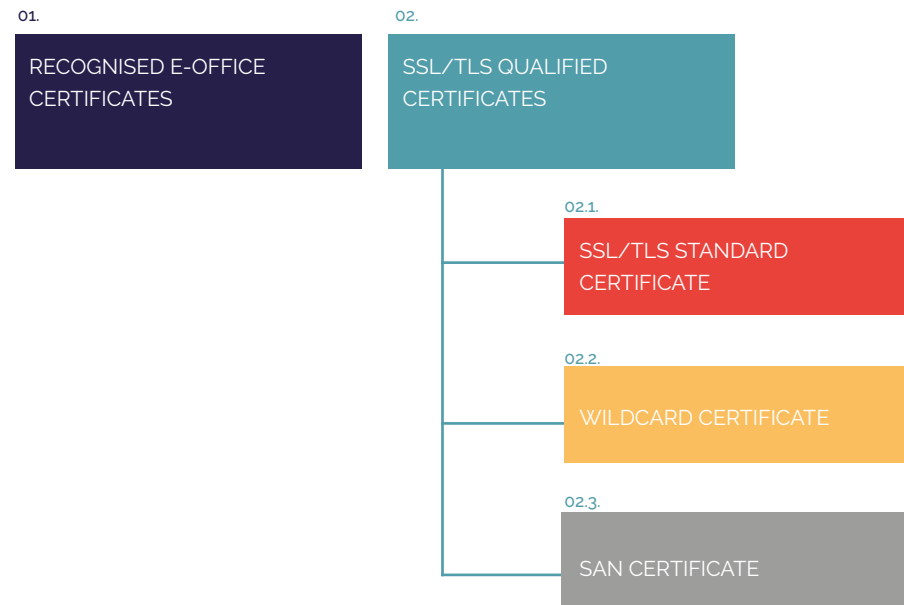 01.
RECOGNISED E-OFFICE
CERTIFICATES
02.
SSL/TLS QUALIFIED
CERTIFICATES
02.1.
SSL/TLS STANDARD
CERTIFICATE
02.2.
WILDCARD CERTIFICATE
02.3.
SAN CERTIFICATE